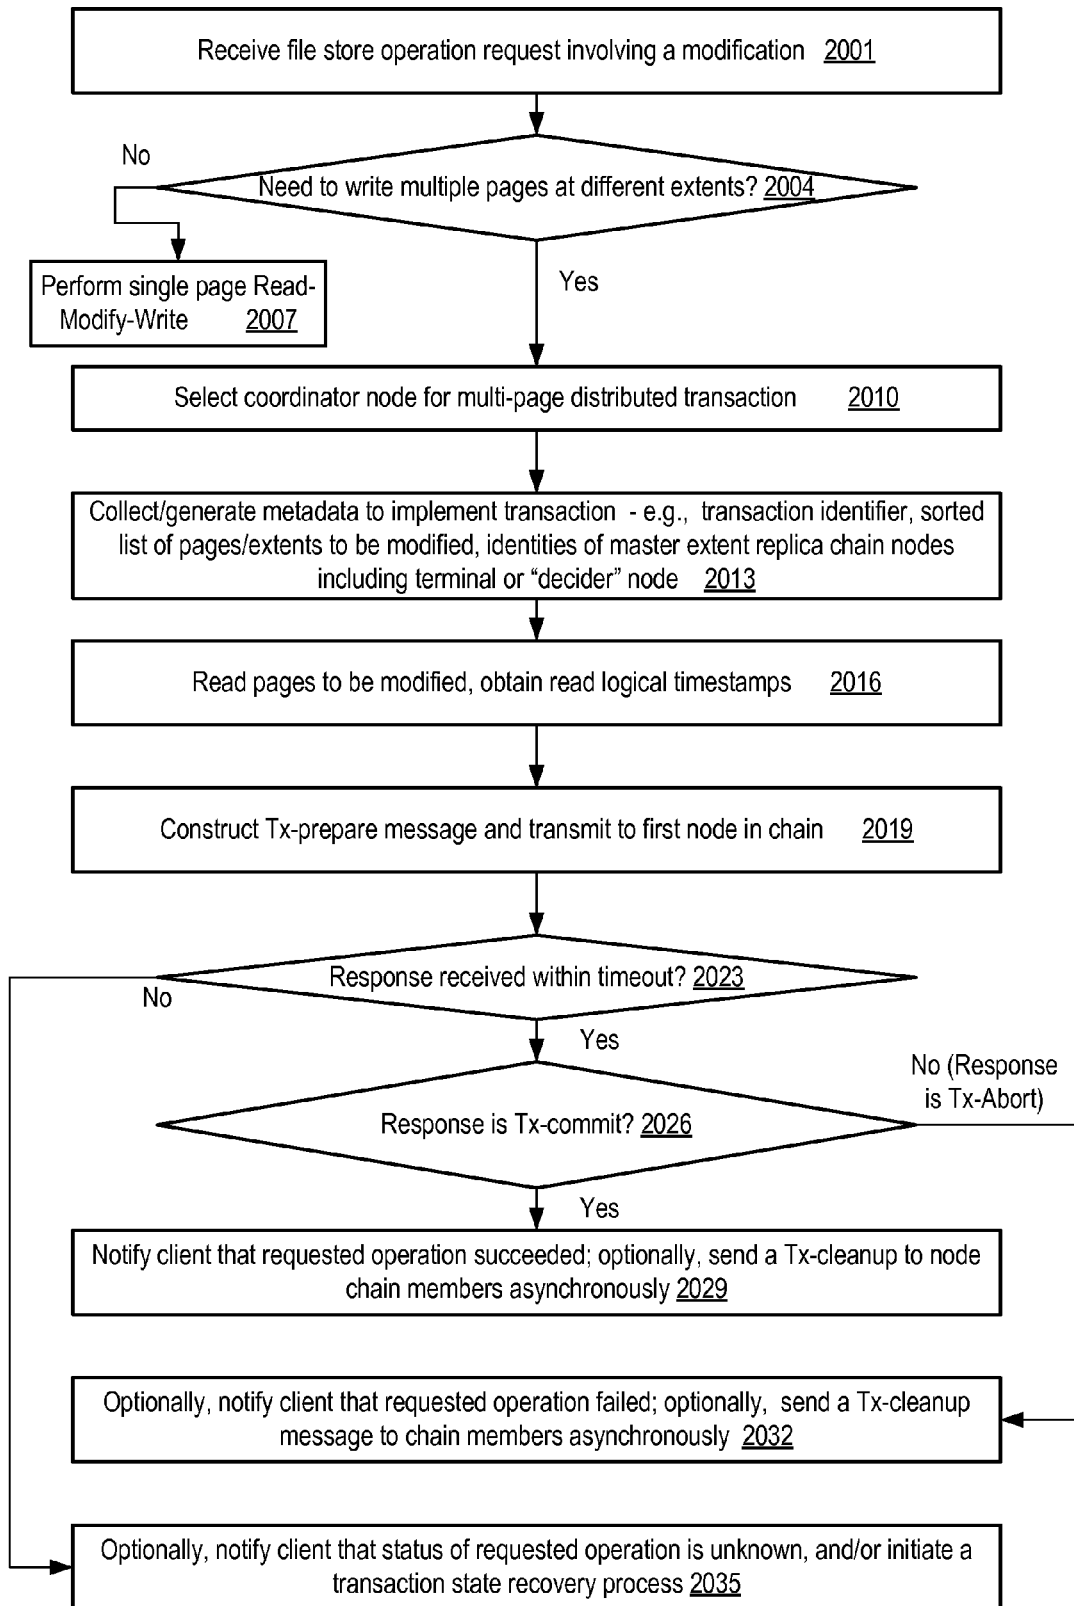 Receive file store operation request involving a modification 2001
No
Need to write multiple pages at different extents? 2004
Yes
Perform single page Read-
Modify-Write 2007
Select coordinator node for multi-page distributed transaction 2010
Collect/generate metadata to implement transaction - e.g., transaction identifier, sorted
list of pages/extents to be modified, identities of master extent replica chain nodes
including terminal or “decider” node 2013
Read pages to be modified, obtain read logical timestamps 2016
Construct Tx-prepare message and transmit to first node in chain 2019
Response received within timeout? 2023
No
Yes
No (Response
is Tx-Abort)
Response is Tx-commit? 2026
Yes
Notify client that requested operation succeeded; optionally, send a Tx-cleanup to node
chain members asynchronously 2029
Optionally, notify client that requested operation failed; optionally, send a Tx-cleanup
message to chain members asynchronously 2032
Optionally, notify client that status of requested operation is unknown, and/or initiate a
transaction state recovery process 2035